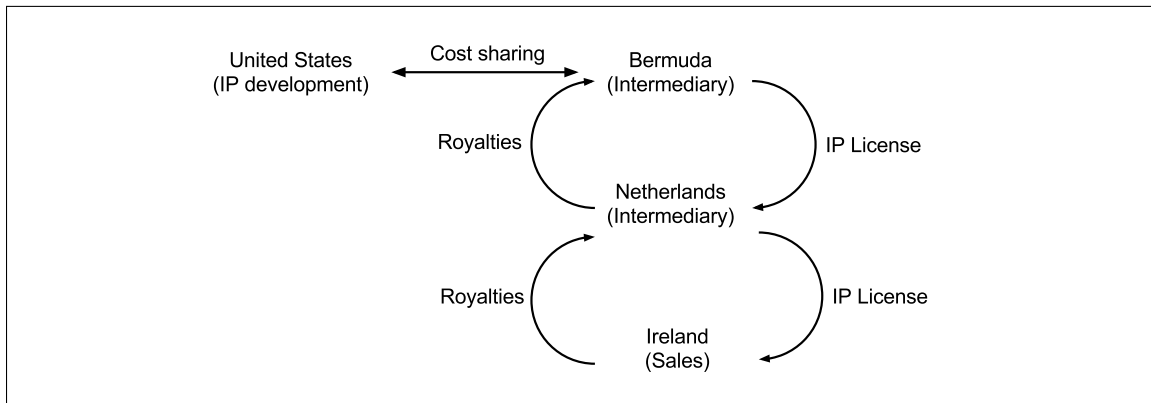 United States
(IP development)
Cost sharing
Bermuda
(Intermediary)
Royalties
IP License
Netherlands
(Intermediary)
Royalties
IP License
Ireland
(Sales)